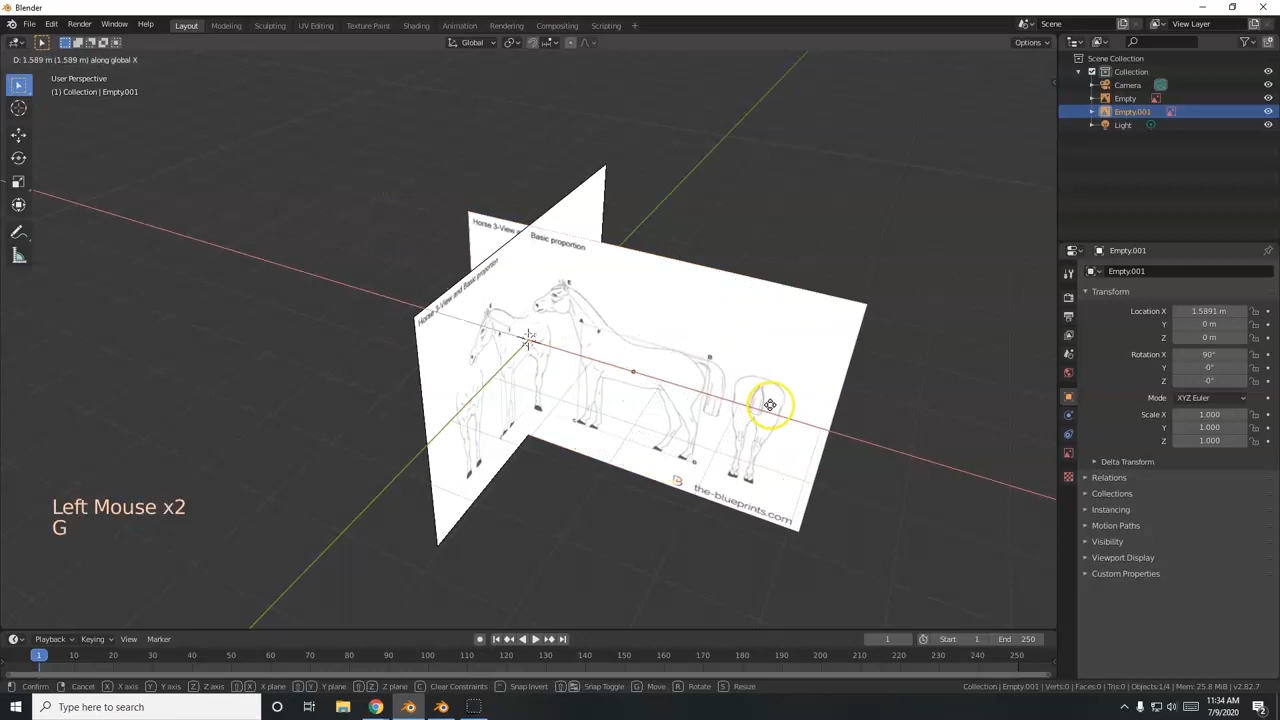 Blender
File Edit Render Window Help
Layout Modeling Sculpting UV Editing Texture Paint Shading Animation Rendering Compositing Scripting +
Scene View Layer
Global Options
D: 1.589 m (1.589 m) along global X
User Perspective
(1) Collection | Empty.001
Scene Collection
Collection
Camera
Empty
Empty.001
Light
Empty.001
Empty.001
Transform
Location X 1.5891 m
Y 0 m
Z 0 m
Rotation X 90°
Y -0°
Z -0°
Mode XYZ Euler
Scale X 1.000
Y 1.000
Z 1.000
Delta Transform
Relations
Collections
Instancing
Motion Paths
Visibility
Viewport Display
Custom Properties
Horse 3-View Basic proportion
Horse 3-View and Basic proportion
the-blueprints.com
Left Mouse x2
G
Playback Keying View Marker 1 Start 1 End 250
1 10 20 30 40 50 60 70 80 90 100 110 120 130 140 150 160 170 180 190 200 210 220 230 240 250
Confirm Cancel X X axis Y Y axis Z Z axis X X plane Y Y plane Z Z plane C Clear Constraints Snap Invert Snap Toggle G Move R Rotate S Resize Collection | Empty.001 | Verts:0 | Faces:0 | Tris:0 | Objects:1/4 | Mem: 25.8 MiB | v2.82.7
Type here to search
11:34 AM
7/9/2020